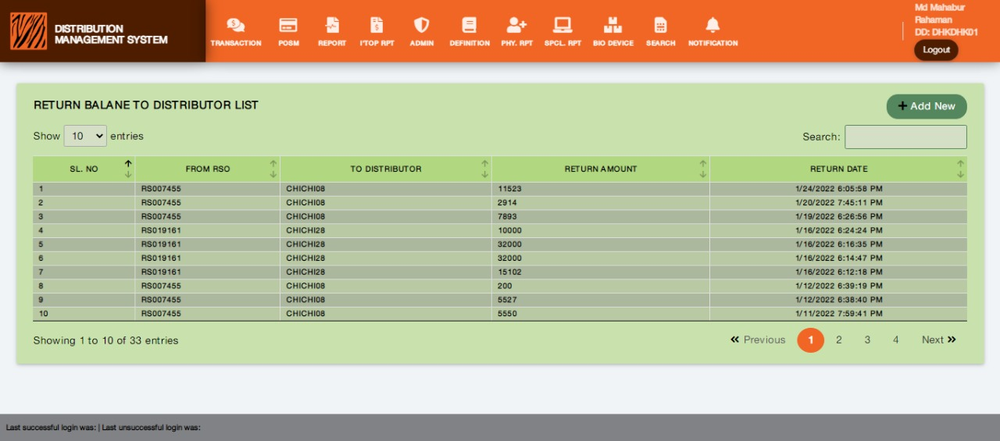 DISTRIBUTION
MANAGEMENT SYSTEM
TRANSACTION POSM REPORT I'TOP RPT ADMIN DEFINITION PHY. RPT SPCL. RPT BIO DEVICE SEARCH NOTIFICATION
Md Mahabur
Rahaman
DD: DHKDHK01
Logout
RETURN BALANE TO DISTRIBUTOR LIST
Add New
Show 10 entries
Search:
SL. NO FROM RSO TO DISTRIBUTOR RETURN AMOUNT RETURN DATE
1 RS007455 CHICHI08 11523 1/24/2022 6:05:58 PM
2 RS007455 CHICHI08 2914 1/20/2022 7:45:11 PM
3 RS007455 CHICHI08 7893 1/19/2022 6:26:56 PM
4 RS019161 CHICHI28 10000 1/16/2022 6:24:24 PM
5 RS019161 CHICHI28 32000 1/16/2022 6:16:35 PM
6 RS019161 CHICHI28 32000 1/16/2022 6:14:47 PM
7 RS019161 CHICHI28 15102 1/16/2022 6:12:18 PM
8 RS007455 CHICHI08 200 1/12/2022 6:39:19 PM
9 RS007455 CHICHI08 5527 1/12/2022 6:38:40 PM
10 RS007455 CHICHI08 5550 1/11/2022 7:59:41 PM
Showing 1 to 10 of 33 entries
Previous 1 2 3 4 Next
Last successful login was: | Last unsuccessful login was: